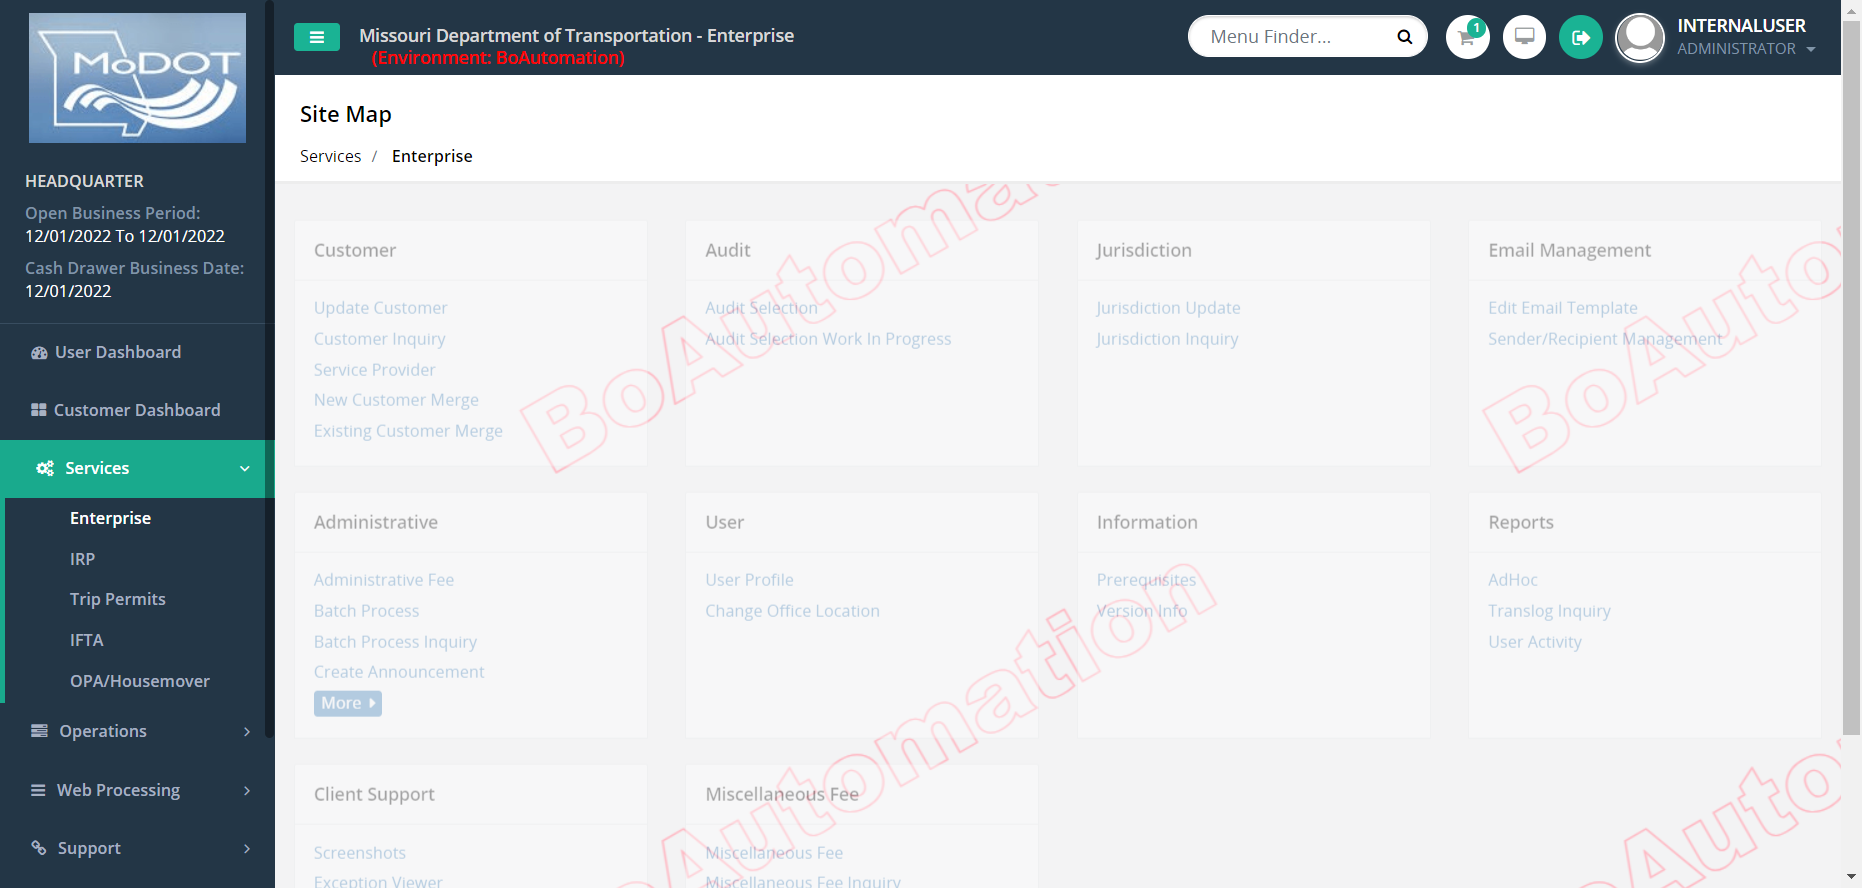 MoDOT
HEADQUARTER
Open Business Period:
12/01/2022 To 12/01/2022
Cash Drawer Business Date:
12/01/2022
User Dashboard
Customer Dashboard
Services
Enterprise
IRP
Trip Permits
IFTA
OPA/Housemover
Operations
Web Processing
Support
Missouri Department of Transportation - Enterprise
(Environment: BoAutomation)
Menu Finder...
1
INTERNALUSER
ADMINISTRATOR
Site Map
Services / Enterprise
Customer
Update Customer
Customer Inquiry
Service Provider
New Customer Merge
Existing Customer Merge
Audit
Audit Selection
Audit Selection Work In Progress
Jurisdiction
Jurisdiction Update
Jurisdiction Inquiry
Email Management
Edit Email Template
Sender/Recipient Management
Administrative
Administrative Fee
Batch Process
Batch Process Inquiry
Create Announcement
More
User
User Profile
Change Office Location
Information
Prerequisites
Version Info
Reports
AdHoc
Translog Inquiry
User Activity
Client Support
Screenshots
Exception Viewer
Miscellaneous Fee
Miscellaneous Fee
Miscellaneous Fee Inquiry
BoAutoma
BoAuto
BoAutomation
Auto